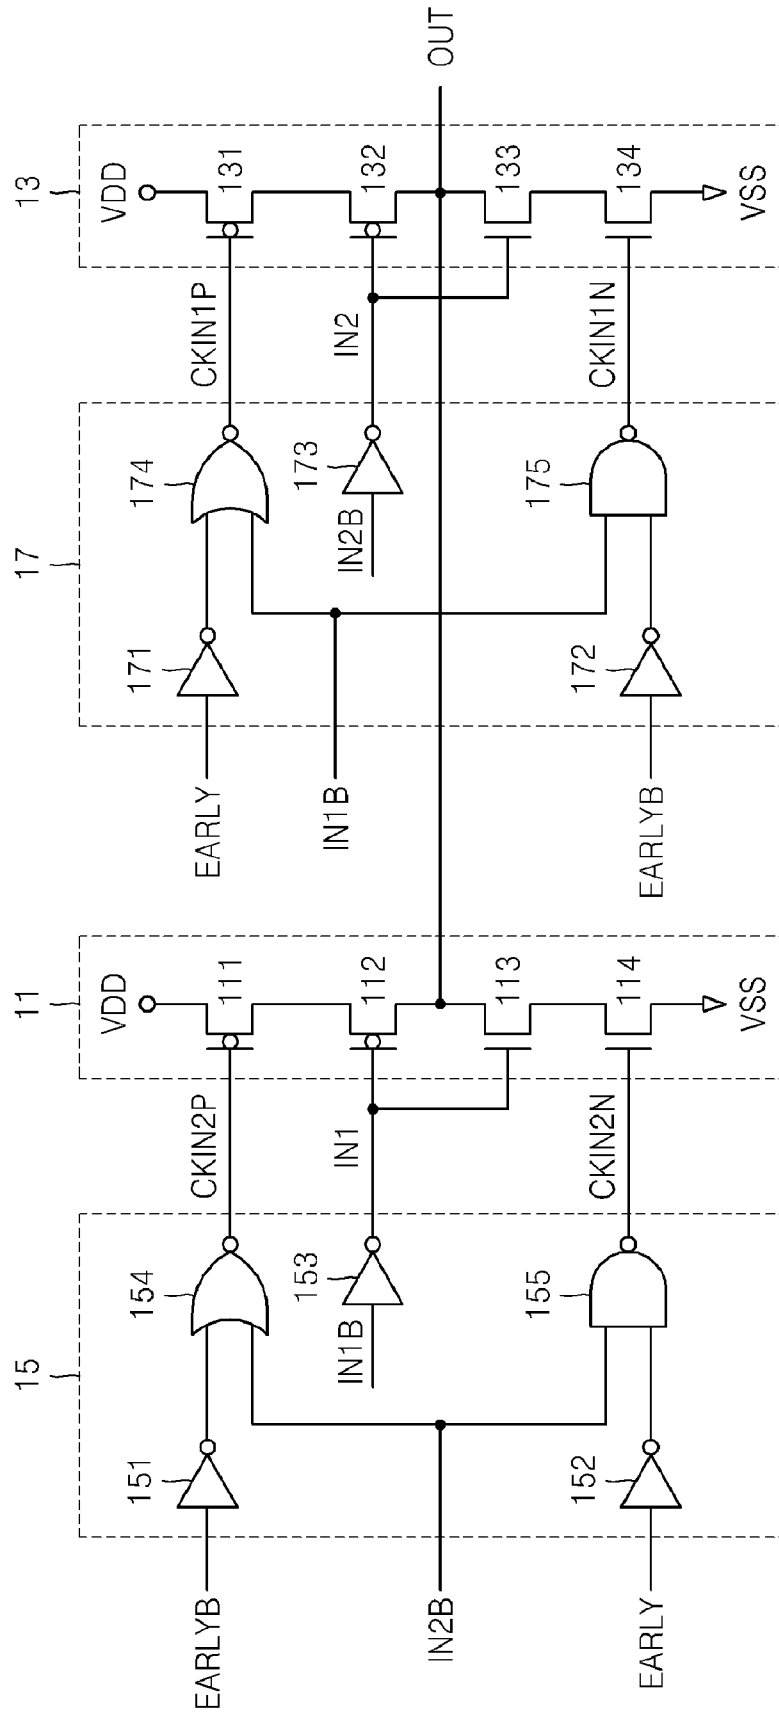 13
VDD
131
132
133
134
VSS
OUT
CKIN1P
IN2
CKIN1N
17
174
173
IN2B
175
171
172
EARLY
IN1B
EARLYB
11
VDD
111
112
113
114
VSS
CKIN2P
IN1
CKIN2N
15
154
153
IN1B
155
151
152
EARLYB
IN2B
EARLY